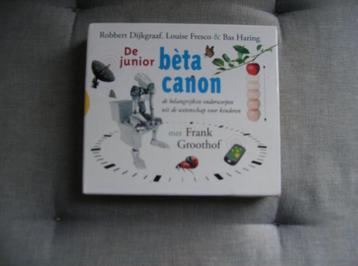 Robbert Dijkgraaf, Louise Fresco & Bas Haring
De
junior
bèta
canon
de belangrijkste onderwerpen
uit de wetenschap voor kinderen
met Frank
Groothof